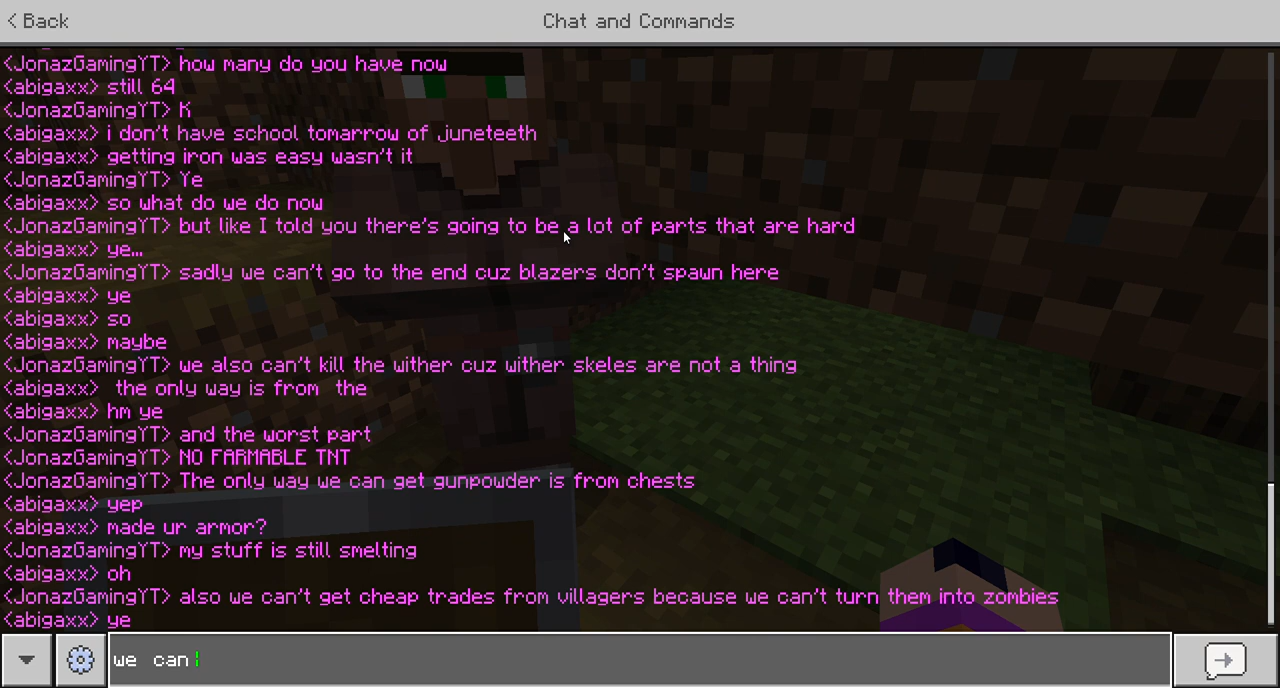 < Back
Chat and Commands
<JonazGamingYT> how many do you have now
<abigaxx> still 64
<JonazGamingYT> K
<abigaxx> i don't have school tomarrow of juneteeth
<abigaxx> getting iron was easy wasn't it
<JonazGamingYT> Ye
<abigaxx> so what do we do now
<JonazGamingYT> but like I told you there's going to be a lot of parts that are hard
<abigaxx> ye...
<JonazGamingYT> sadly we can't go to the end cuz blazers don't spawn here
<abigaxx> ye
<abigaxx> so
<abigaxx> maybe
<JonazGamingYT> we also can't kill the wither cuz wither skeles are not a thing
<abigaxx>  the only way is from  the
<abigaxx> hm ye
<JonazGamingYT> and the worst part
<JonazGamingYT> NO FARMABLE TNT
<JonazGamingYT> The only way we can get gunpowder is from chests
<abigaxx> yep
<abigaxx> made ur armor?
<JonazGamingYT> my stuff is still smelting
<abigaxx> oh
<JonazGamingYT> also we can't get cheap trades from villagers because we can't turn them into zombies
<abigaxx> ye
we  can